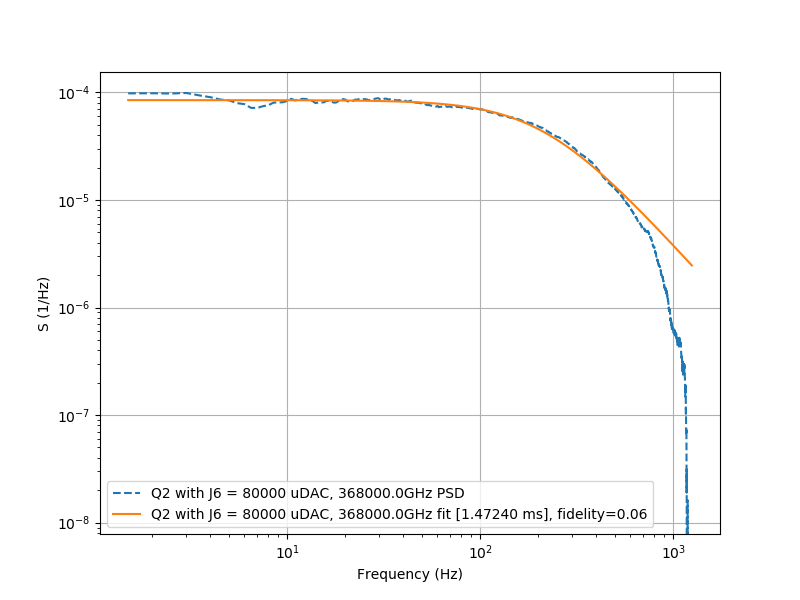 10⁻⁴
10⁻⁵
10⁻⁶
10⁻⁷
10⁻⁸
S (1/Hz)
Q2 with J6 = 80000 uDAC, 368000.0GHz PSD
Q2 with J6 = 80000 uDAC, 368000.0GHz fit [1.47240 ms], fidelity=0.06
10¹ 10² 10³
Frequency (Hz)